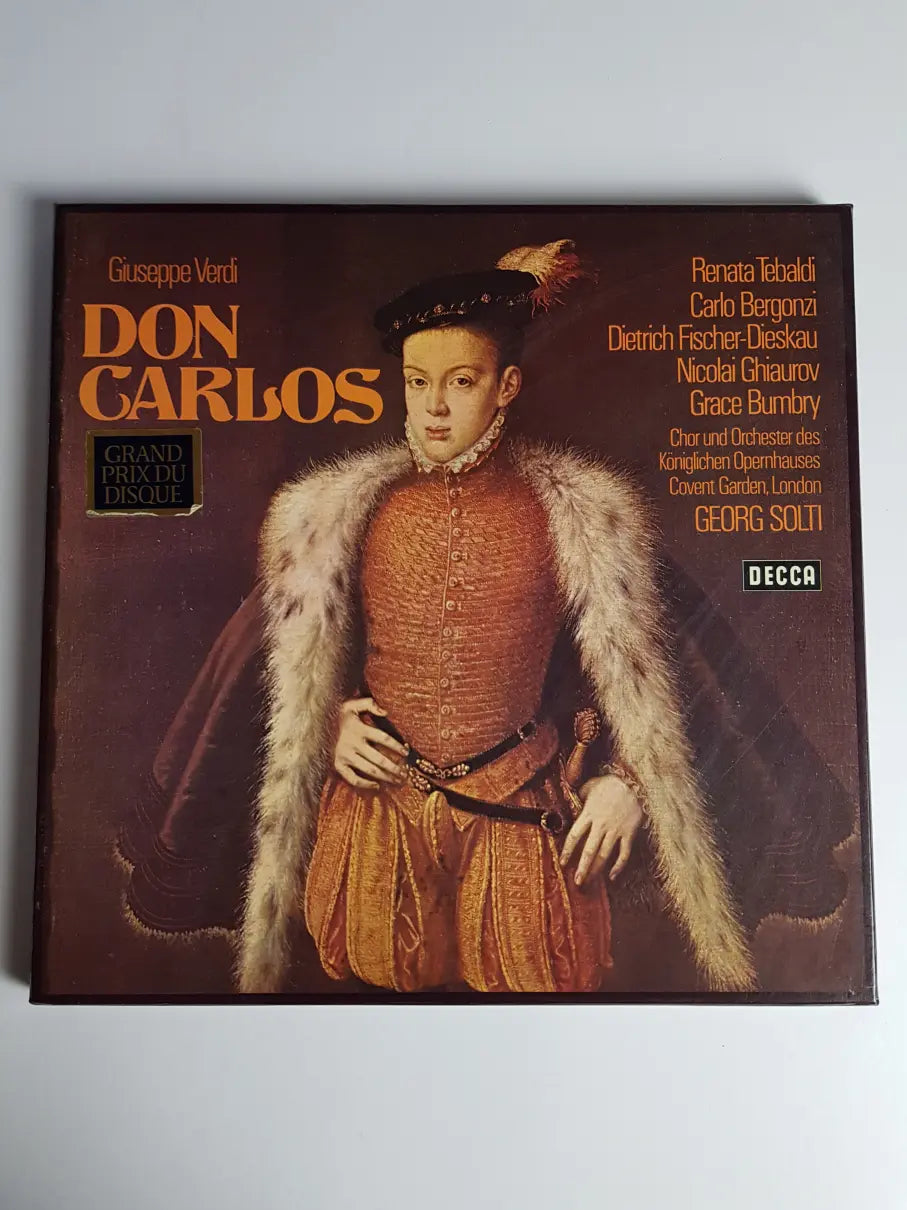 Giuseppe Verdi
DON
CARLOS
GRAND
PRIX DU
DISQUE
Renata Tebaldi
Carlo Bergonzi
Dietrich Fischer-Dieskau
Nicolai Ghiaurov
Grace Bumbry
Chor und Orchester des
Königlichen Opernhauses
Covent Garden, London
GEORG SOLTI
DECCA